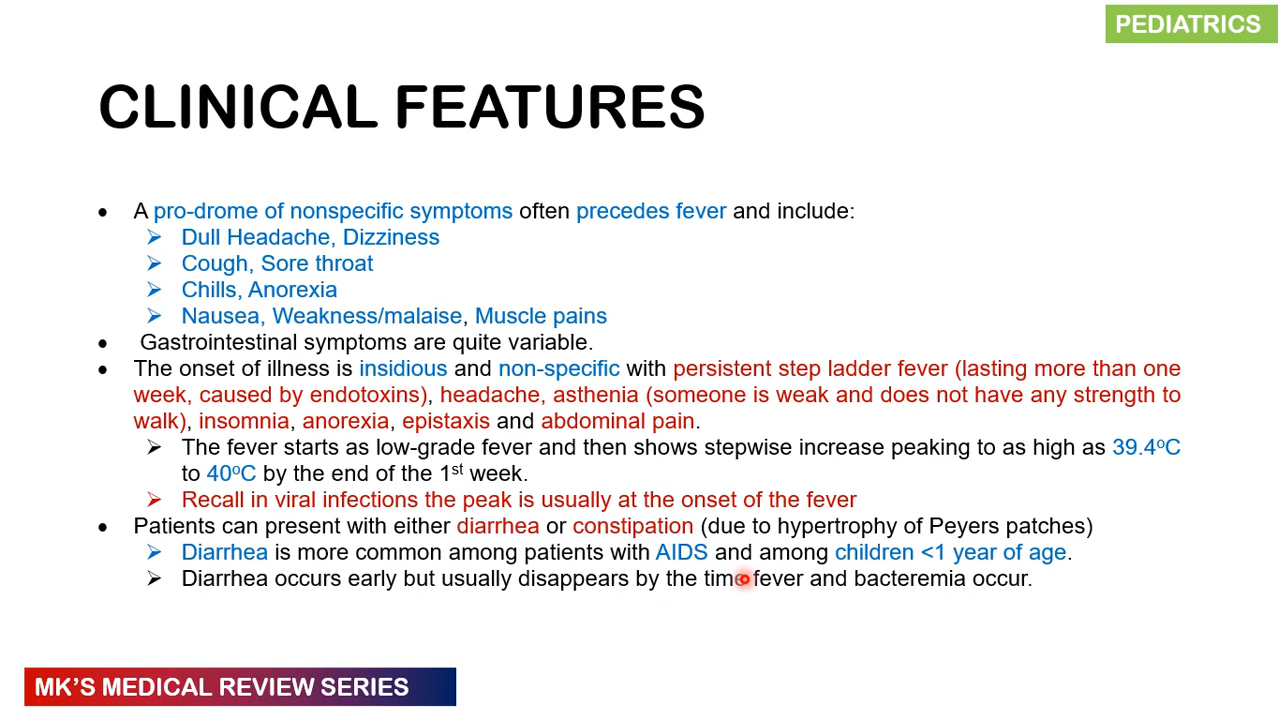 PEDIATRICS
CLINICAL FEATURES
• A pro-drome of nonspecific symptoms often precedes fever and include:
➢ Dull Headache, Dizziness
➢ Cough, Sore throat
➢ Chills, Anorexia
➢ Nausea, Weakness/malaise, Muscle pains
• Gastrointestinal symptoms are quite variable.
• The onset of illness is insidious and non-specific with persistent step ladder fever (lasting more than one
week, caused by endotoxins), headache, asthenia (someone is weak and does not have any strength to
walk), insomnia, anorexia, epistaxis and abdominal pain.
➢ The fever starts as low-grade fever and then shows stepwise increase peaking to as high as 39.4ºC
to 40ºC by the end of the 1st week.
➢ Recall in viral infections the peak is usually at the onset of the fever
• Patients can present with either diarrhea or constipation (due to hypertrophy of Peyers patches)
➢ Diarrhea is more common among patients with AIDS and among children <1 year of age.
➢ Diarrhea occurs early but usually disappears by the time fever and bacteremia occur.
MK'S MEDICAL REVIEW SERIES